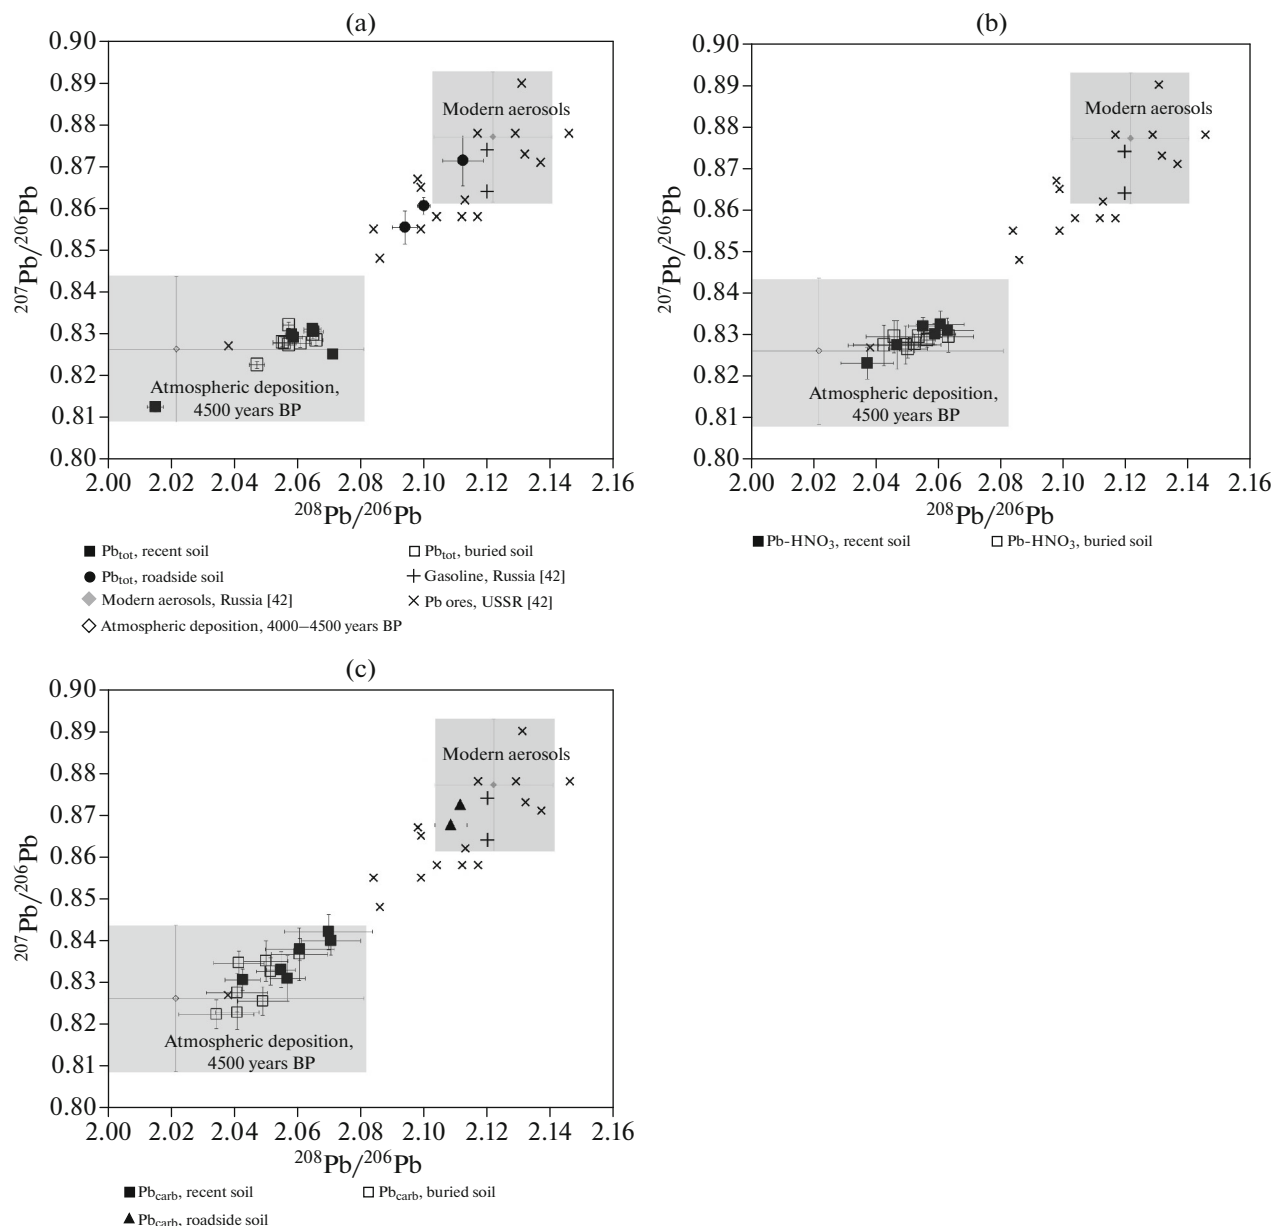 (a)
0.90
0.89
0.88
0.87
0.86
0.85
0.84
0.83
0.82
0.81
0.80
²⁰⁷Pb/²⁰⁶Pb
Modern aerosols
Atmospheric deposition,
4500 years BP
2.00 2.02 2.04 2.06 2.08 2.10 2.12 2.14 2.16
²⁰⁸Pb/²⁰⁶Pb
■ Pbtot, recent soil
□ Pbtot, buried soil
● Pbtot, roadside soil
+ Gasoline, Russia [42]
◆ Modern aerosols, Russia [42]
× Pb ores, USSR [42]
◇ Atmospheric deposition, 4000–4500 years BP
(b)
0.90
0.89
0.88
0.87
0.86
0.85
0.84
0.83
0.82
0.81
0.80
²⁰⁷Pb/²⁰⁶Pb
Modern aerosols
Atmospheric deposition,
4500 years BP
2.00 2.02 2.04 2.06 2.08 2.10 2.12 2.14 2.16
²⁰⁸Pb/²⁰⁶Pb
■ Pb-HNO₃, recent soil
□ Pb-HNO₃, buried soil
(c)
0.90
0.89
0.88
0.87
0.86
0.85
0.84
0.83
0.82
0.81
0.80
²⁰⁷Pb/²⁰⁶Pb
Modern aerosols
Atmospheric deposition,
4500 years BP
2.00 2.02 2.04 2.06 2.08 2.10 2.12 2.14 2.16
²⁰⁸Pb/²⁰⁶Pb
■ Pbcarb, recent soil
□ Pbcarb, buried soil
▲ Pbcarb, roadside soil